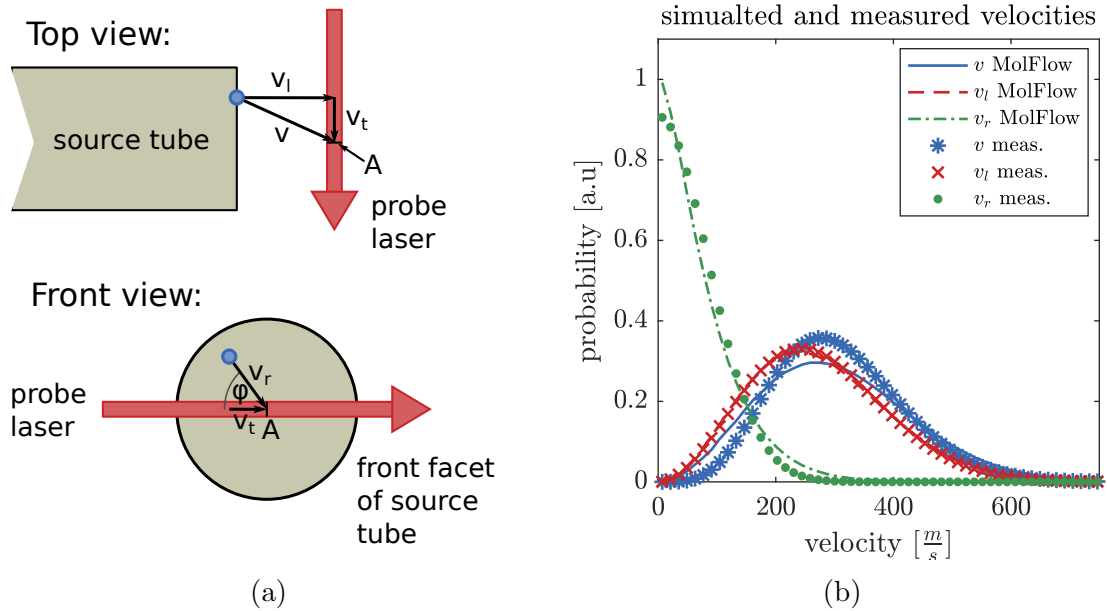 Top view:
source tube
v_l
v
v_t
A
probe
laser
Front view:
probe
laser
v_r
φ
v_t
A
front facet
of source
tube
(a)
simualted and measured velocities
v MolFlow
v_l MolFlow
v_r MolFlow
v meas.
v_l meas.
v_r meas.
probability [a.u]
1
0.8
0.6
0.4
0.2
0
200
400
600
velocity [m/s]
(b)